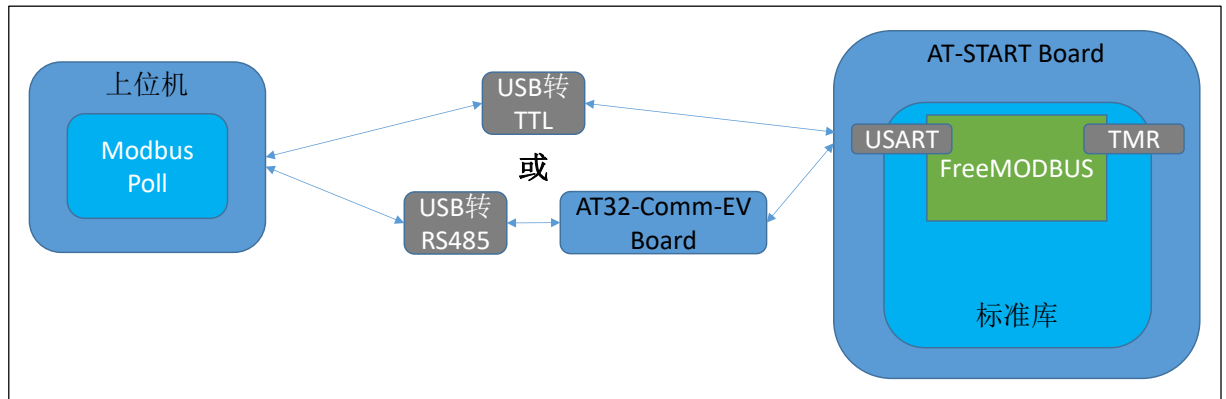 上位机
Modbus
Poll
USB转
TTL
或
USB转
RS485
AT32-Comm-EV
Board
AT-START Board
USART
TMR
FreeMODBUS
标准库